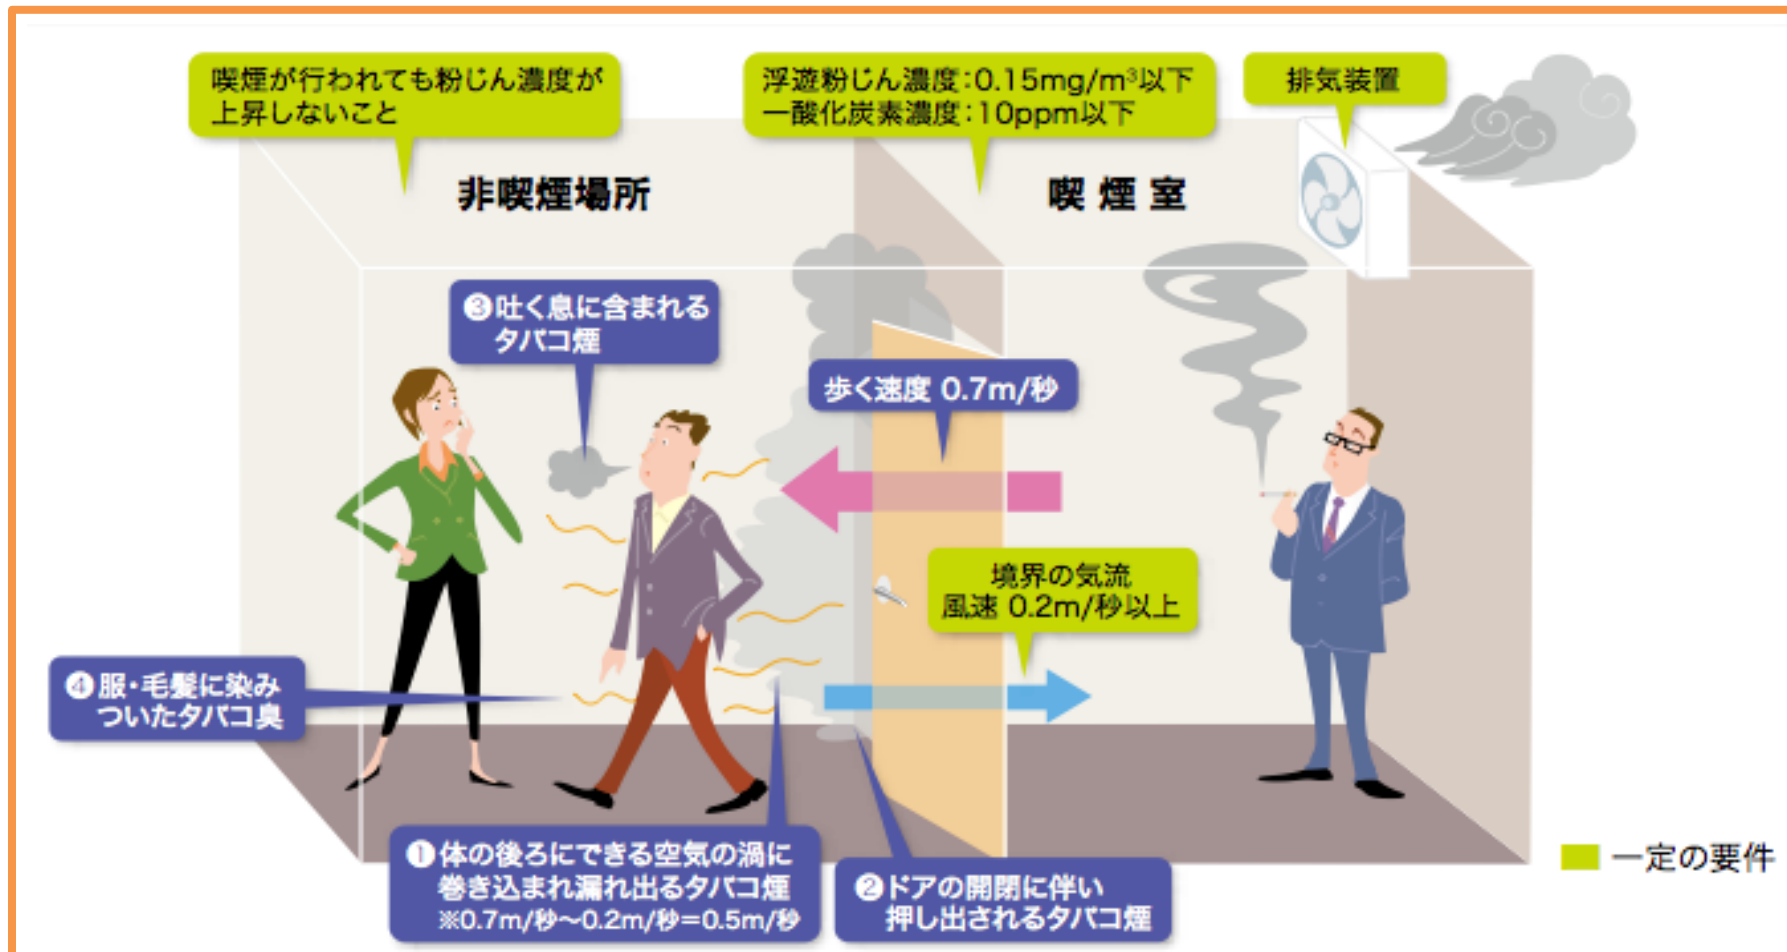 喫煙が行われても粉じん濃度が
上昇しないこと
浮遊粉じん濃度：0.15mg/m³以下
一酸化炭素濃度：10ppm以下
排気装置
非喫煙場所
喫煙室
❸吐く息に含まれる
タバコ煙
歩く速度 0.7m/秒
境界の気流
風速 0.2m/秒以上
❹服・毛髪に染み
ついたタバコ臭
❶体の後ろにできる空気の渦に
巻き込まれ漏れ出るタバコ煙
※0.7m/秒〜0.2m/秒＝0.5m/秒
❷ドアの開閉に伴い
押し出されるタバコ煙
一定の要件